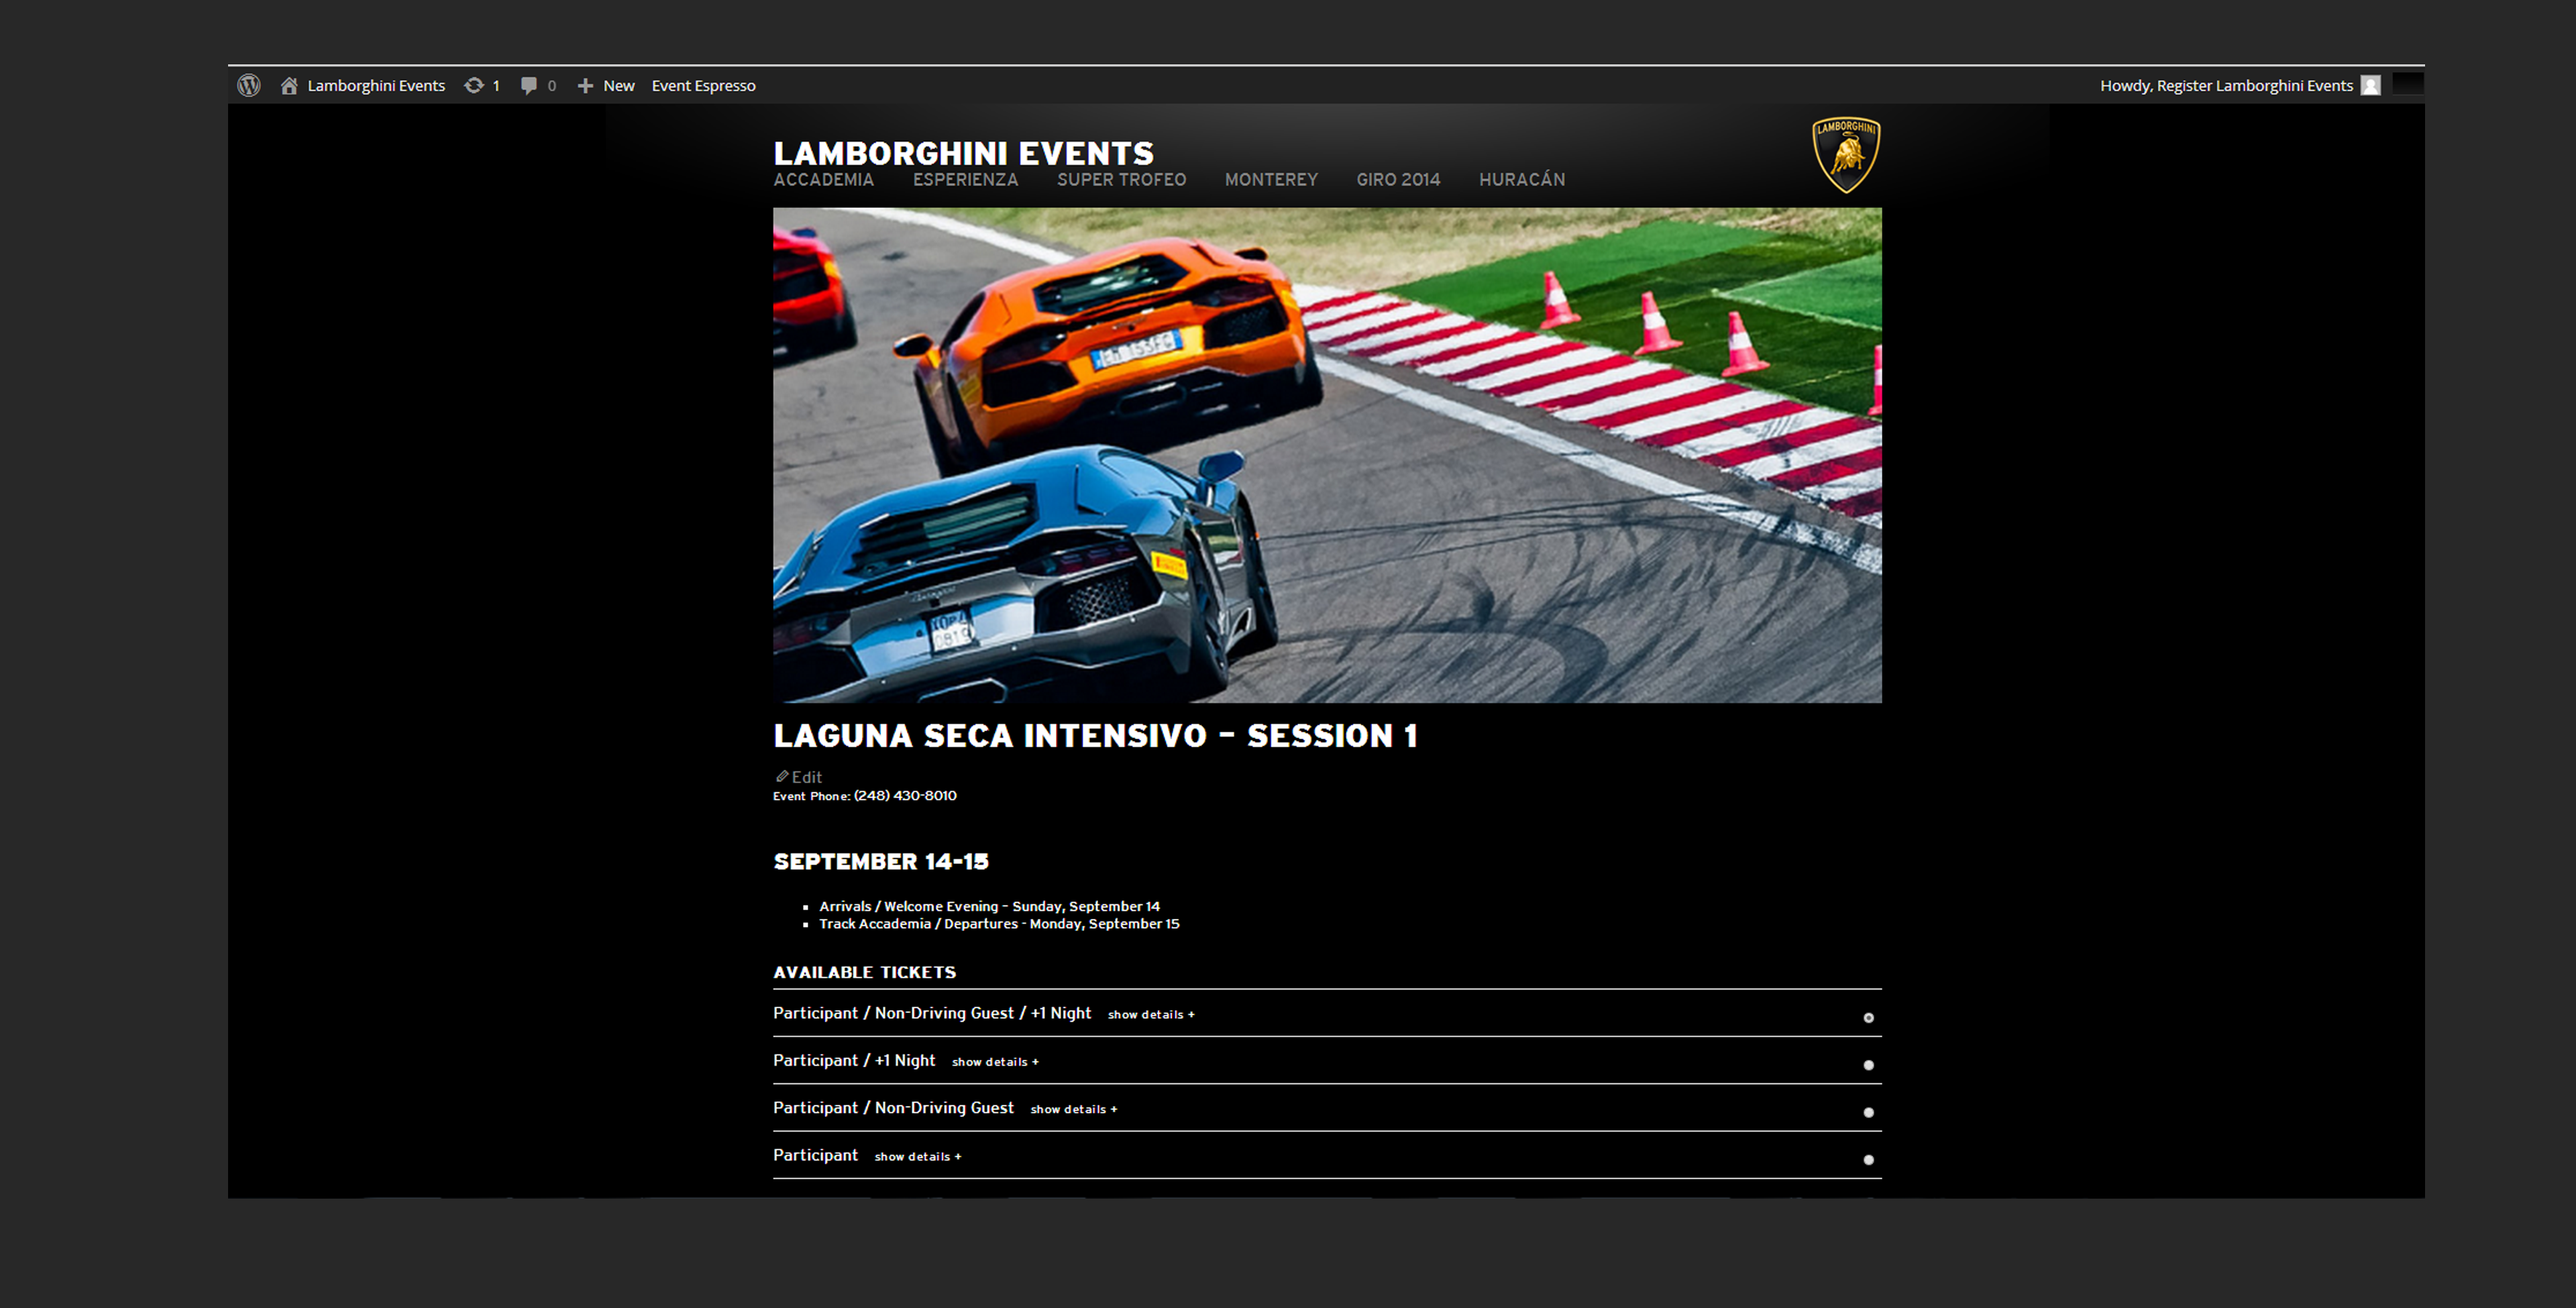 Lamborghini Events 1 0 New Event Espresso Howdy, Register Lamborghini Events
LAMBORGHINI EVENTS
LAMBORGHINI
ACCADEMIA ESPERIENZA SUPER TROFEO MONTEREY GIRO 2014 HURACÁN
LAGUNA SECA INTENSIVO – SESSION 1
Edit
Event Phone: (248) 430-8010
SEPTEMBER 14-15
Arrivals / Welcome Evening – Sunday, September 14
Track Accademia / Departures - Monday, September 15
AVAILABLE TICKETS
Participant / Non-Driving Guest / +1 Night show details +
Participant / +1 Night show details +
Participant / Non-Driving Guest show details +
Participant show details +